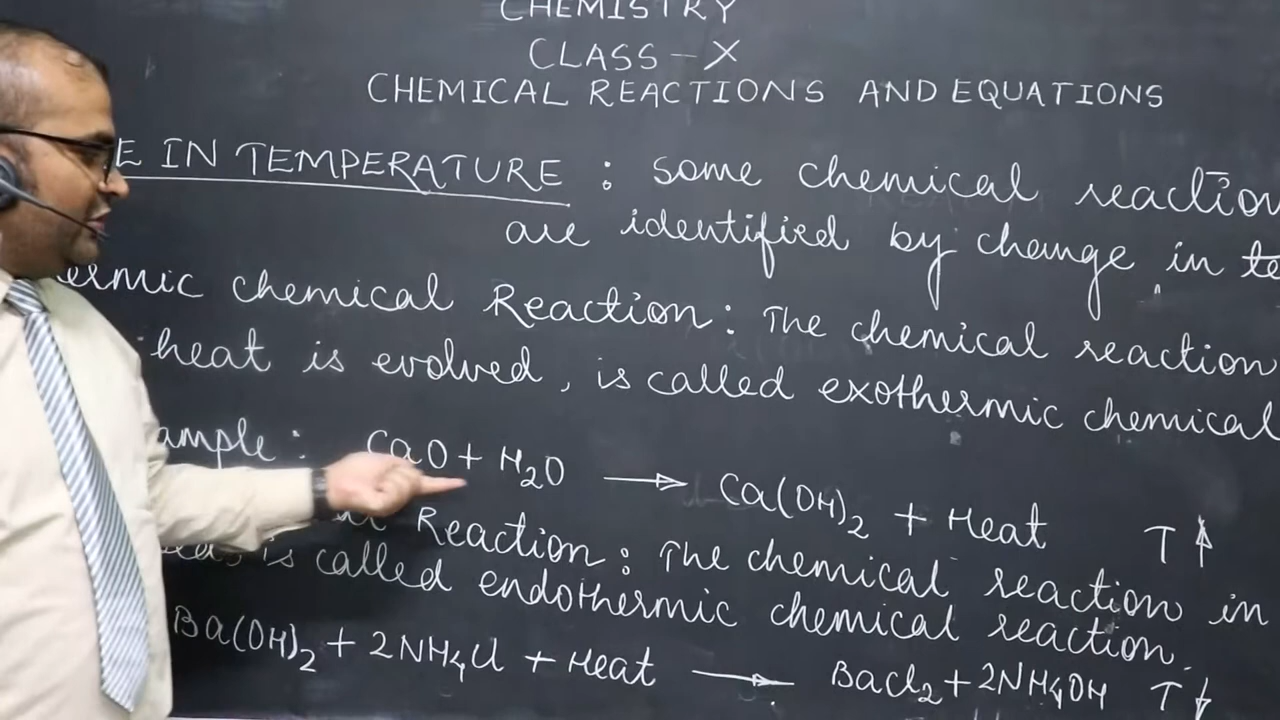 CHEMISTRY
CLASS-X
CHEMICAL REACTIONS AND EQUATIONS
E IN TEMPERATURE : Some chemical reaction
are identified by change in te
ermic chemical Reaction : The chemical reaction
heat is evolved, is called exothermic chemical
ample : CaO + H₂O → Ca(OH)₂ + Heat T↑
Reaction : The chemical reaction in
is called endothermic chemical reaction.
Ba(OH)₂ + 2NH₄Cl + Heat → BaCl₂ + 2NH₄OH T↓